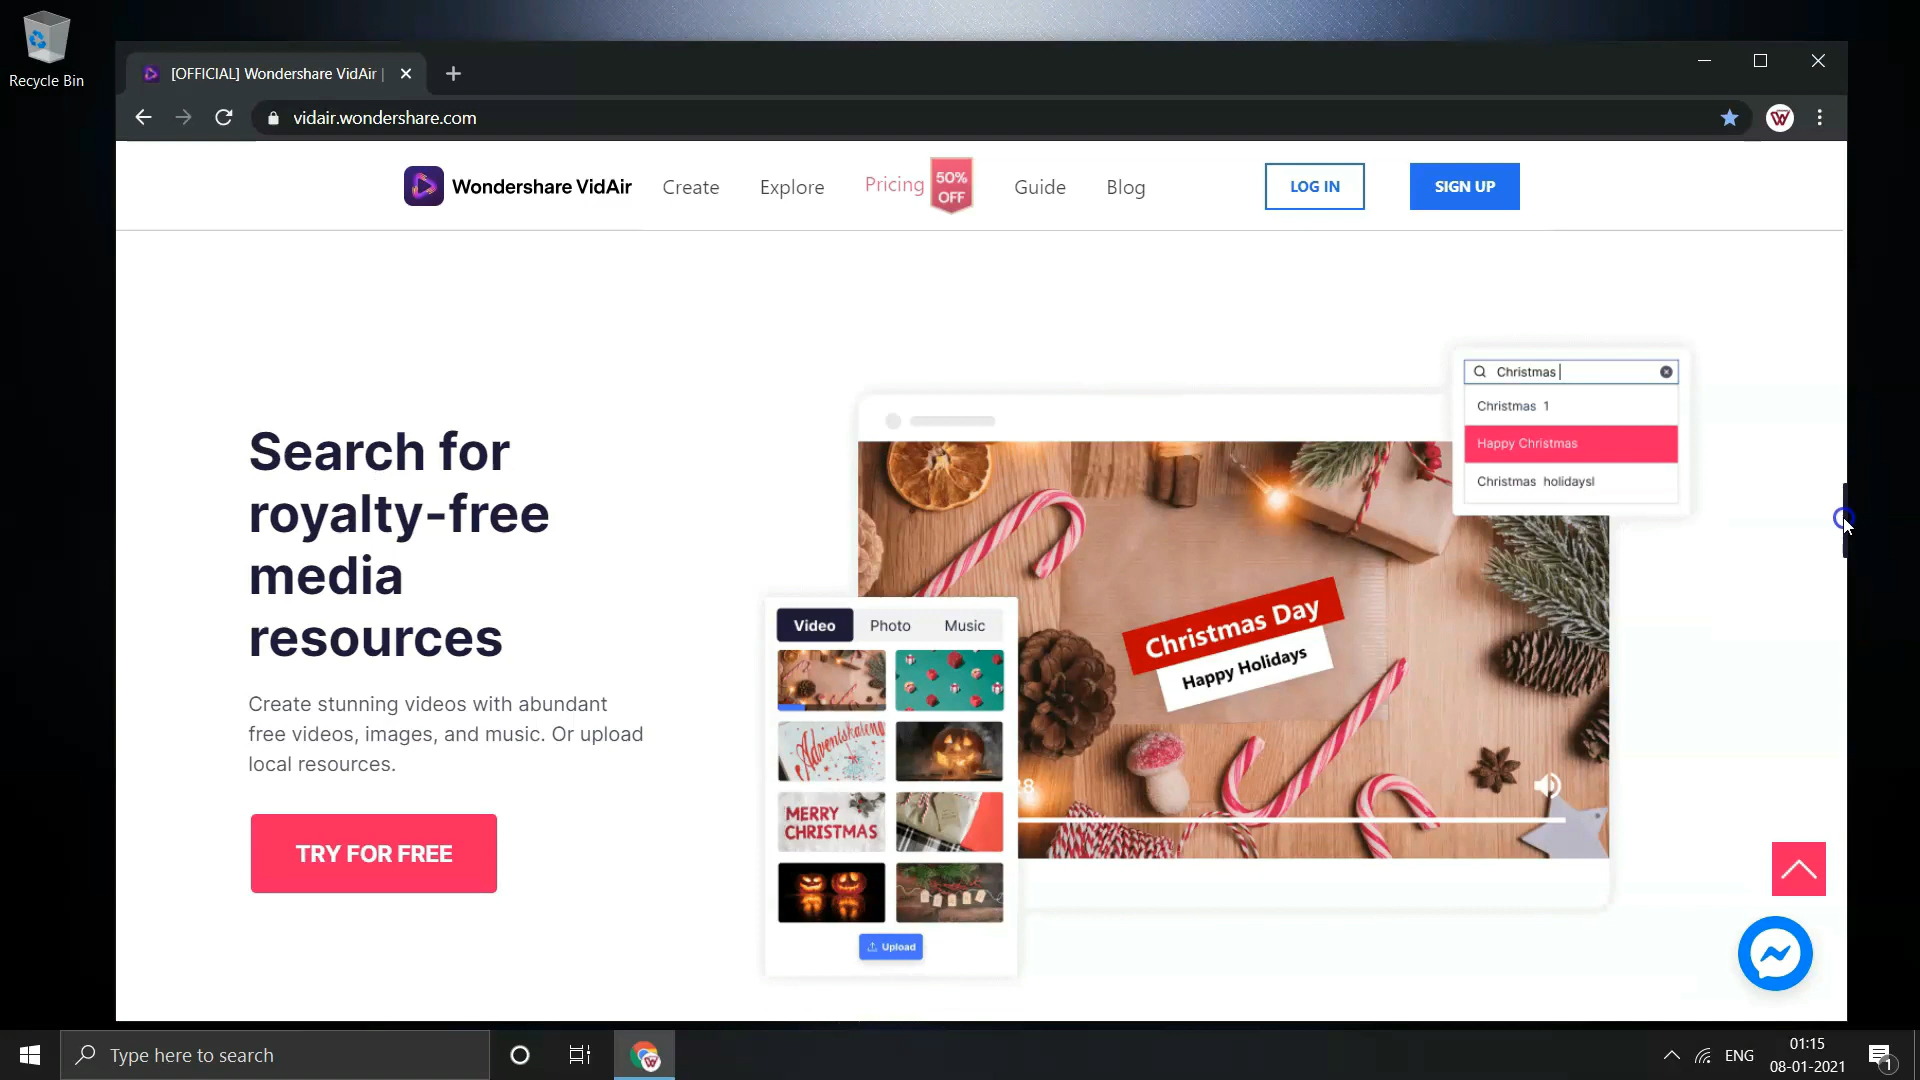 Recycle Bin
[OFFICIAL] Wondershare VidAir |
vidair.wondershare.com
Wondershare VidAir
Create
Explore
Pricing
50%
OFF
Guide
Blog
LOG IN
SIGN UP
Search for
royalty-free
media
resources
Create stunning videos with abundant
free videos, images, and music. Or upload
local resources.
TRY FOR FREE
Christmas
Christmas 1
Happy Christmas
Christmas holidaysl
Christmas Day
Happy Holidays
Video
Photo
Music
Adventskalend
MERRY
CHRISTMAS
Upload
Type here to search
ENG
01:15
08-01-2021
1